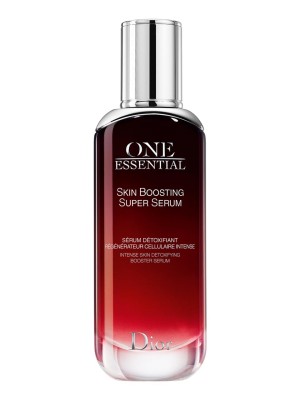 ONE
ESSENTIAL
SKIN BOOSTING
SUPER SERUM
SÉRUM DÉTOXIFIANT
RÉGÉNÉRATEUR CELLULAIRE INTENSE
INTENSE SKIN DETOXIFYING
BOOSTER SERUM
Dior